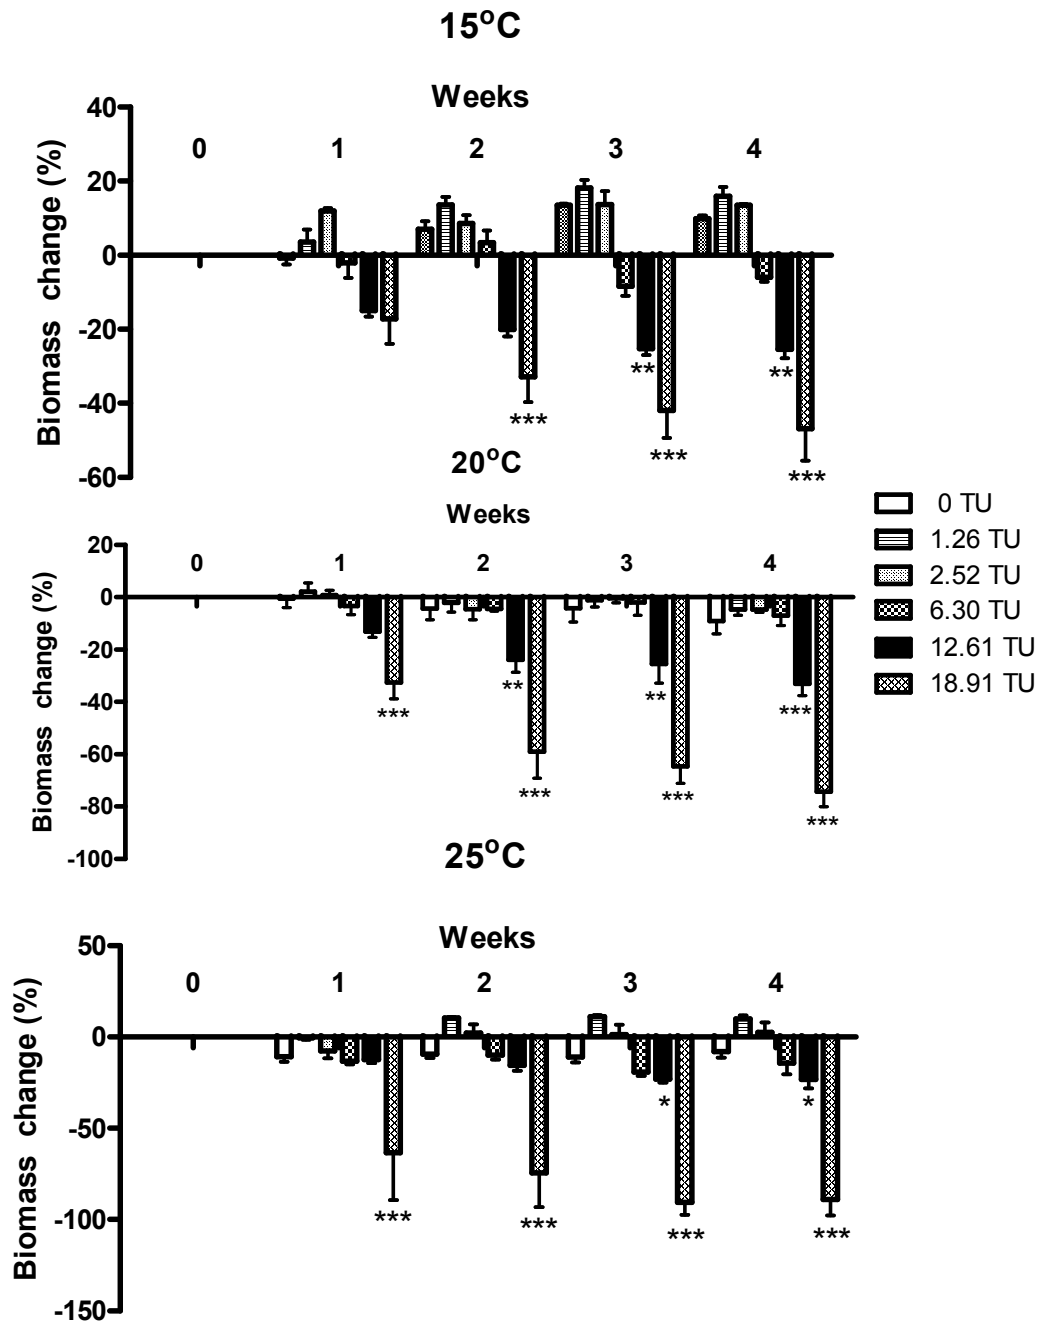 15°C
Weeks
0 1 2 3 4
Biomass change (%)
40
20
0
-20
-40
-60
**
**
***
***
***
20°C
Weeks
0 1 2 3 4
Biomass change (%)
20
0
-20
-40
-60
-80
-100
***
**
**
***
***
***
***
0 TU
1.26 TU
2.52 TU
6.30 TU
12.61 TU
18.91 TU
25°C
Weeks
0 1 2 3 4
Biomass change (%)
50
0
-50
-100
-150
*
*
***
***
***
***